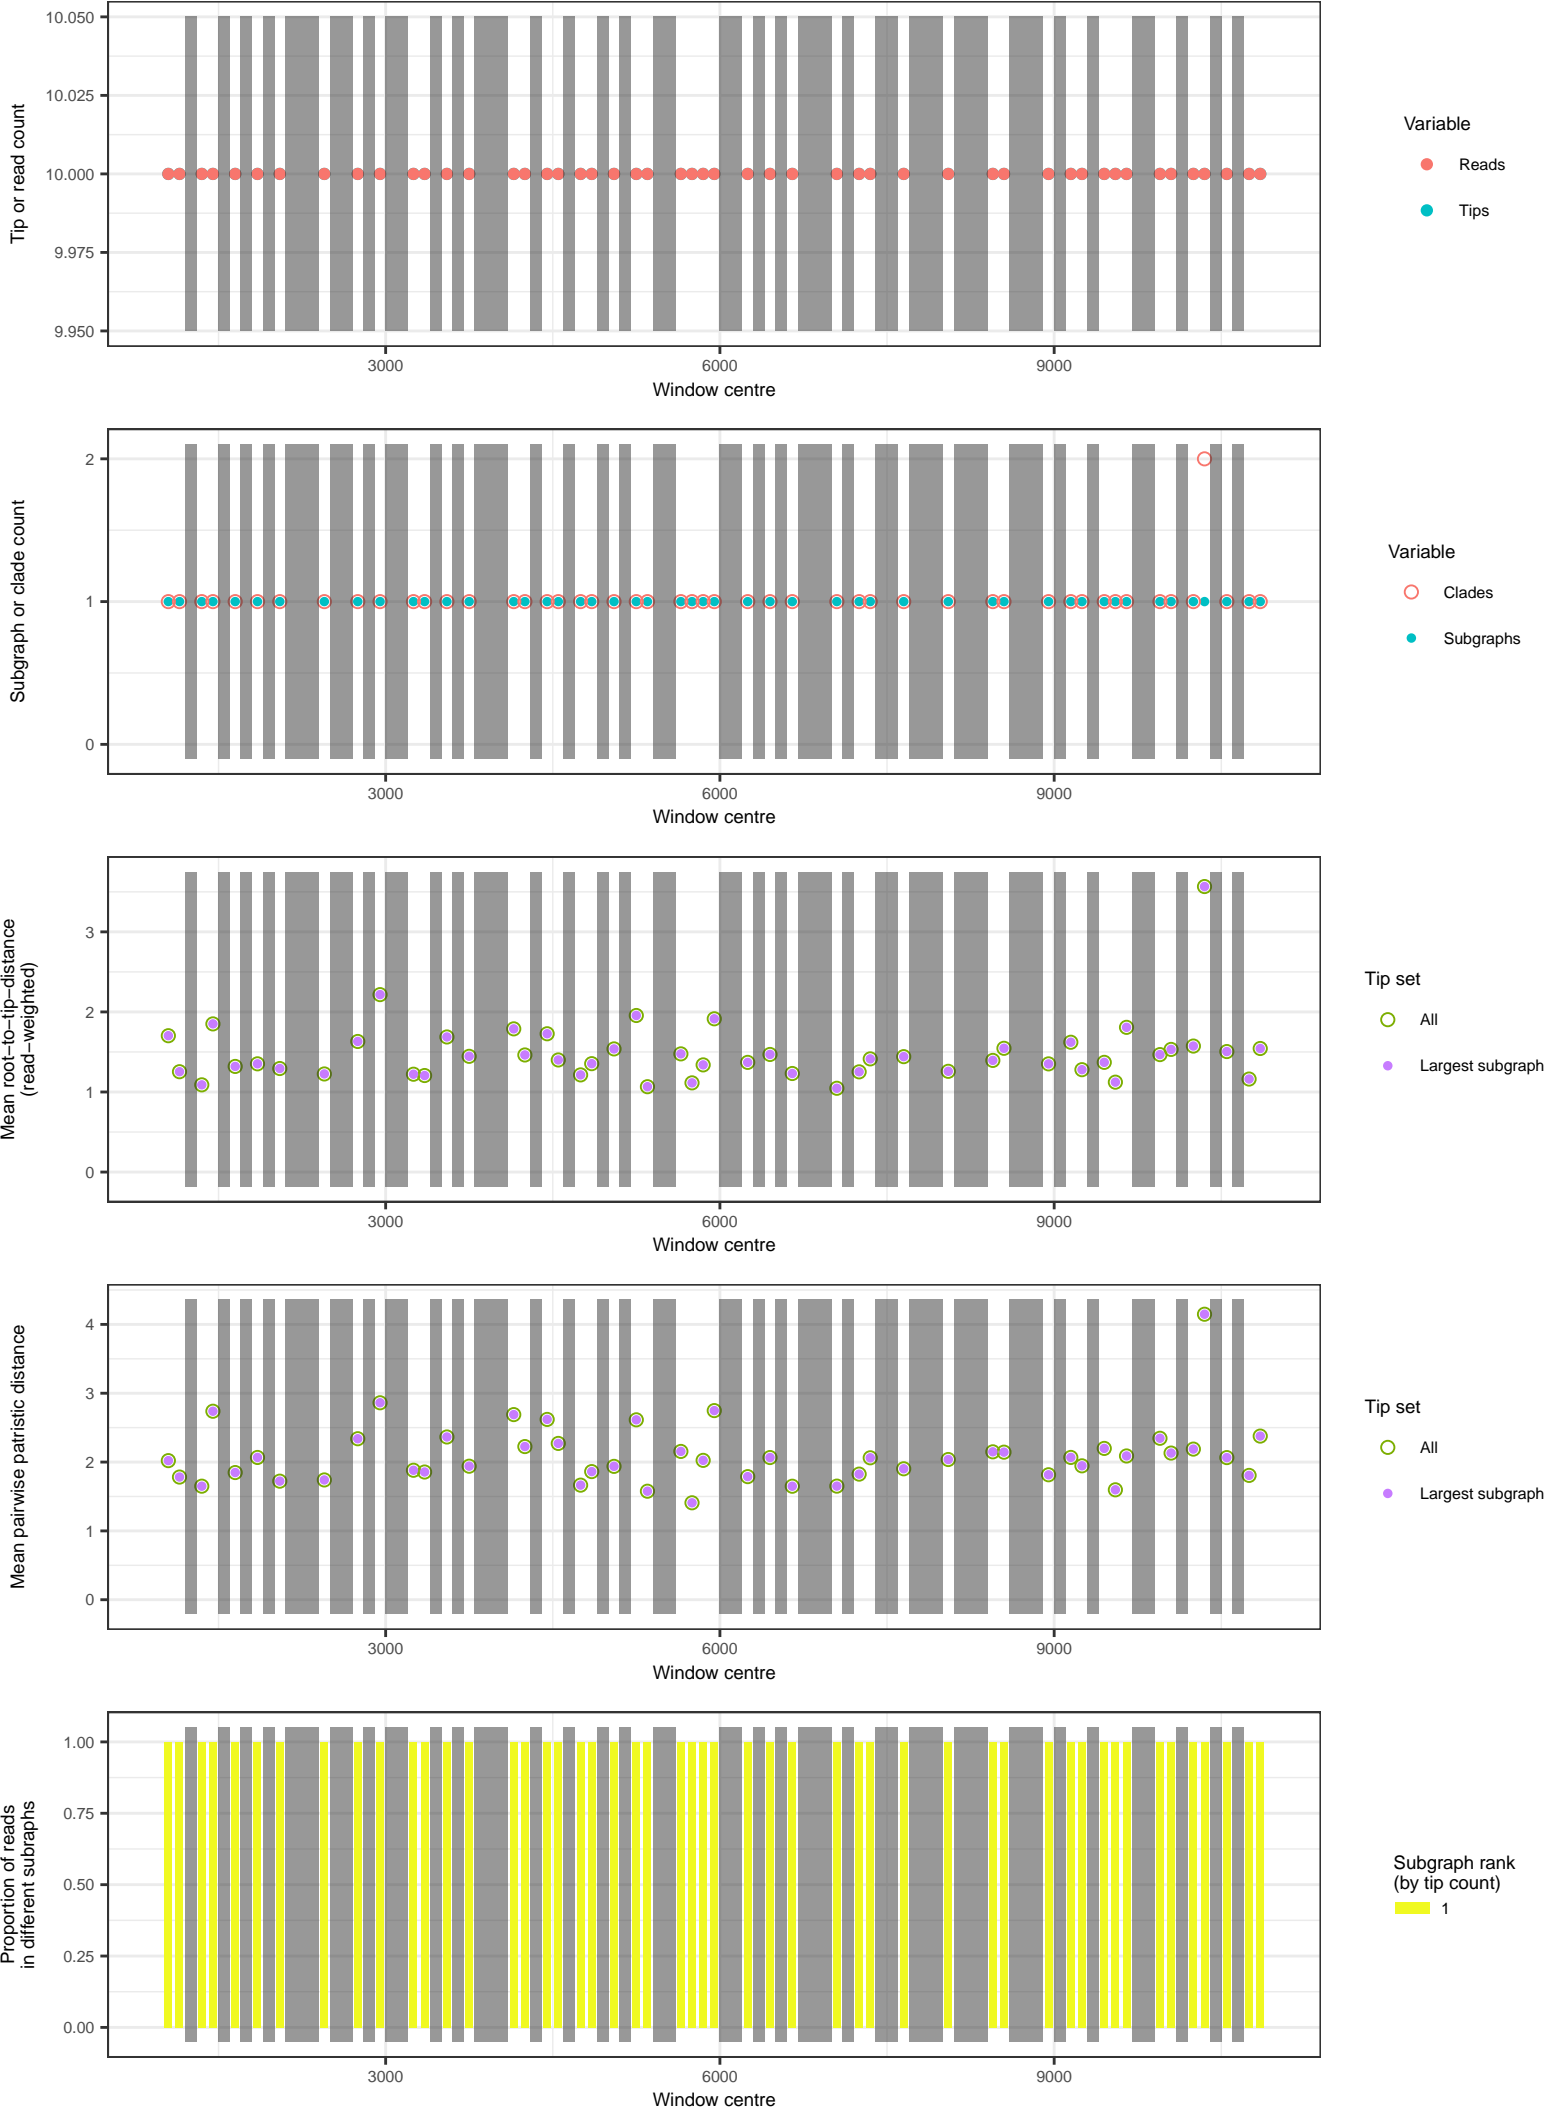 10.050
10.025
10.000
9.975
9.950
Tip or read count
3000
6000
9000
Window centre
Variable
Reads
Tips
2
1
0
Subgraph or clade count
3000
6000
9000
Window centre
Variable
Clades
Subgraphs
3
2
1
0
Mean root−to−tip−distance
(read−weighted)
3000
6000
9000
Window centre
Tip set
All
Largest subgraph
4
3
2
1
0
Mean pairwise patristic distance
3000
6000
9000
Window centre
Tip set
All
Largest subgraph
1.00
0.75
0.50
0.25
0.00
Proportion of reads
in different subraphs
3000
6000
9000
Window centre
Subgraph rank
(by tip count)
1